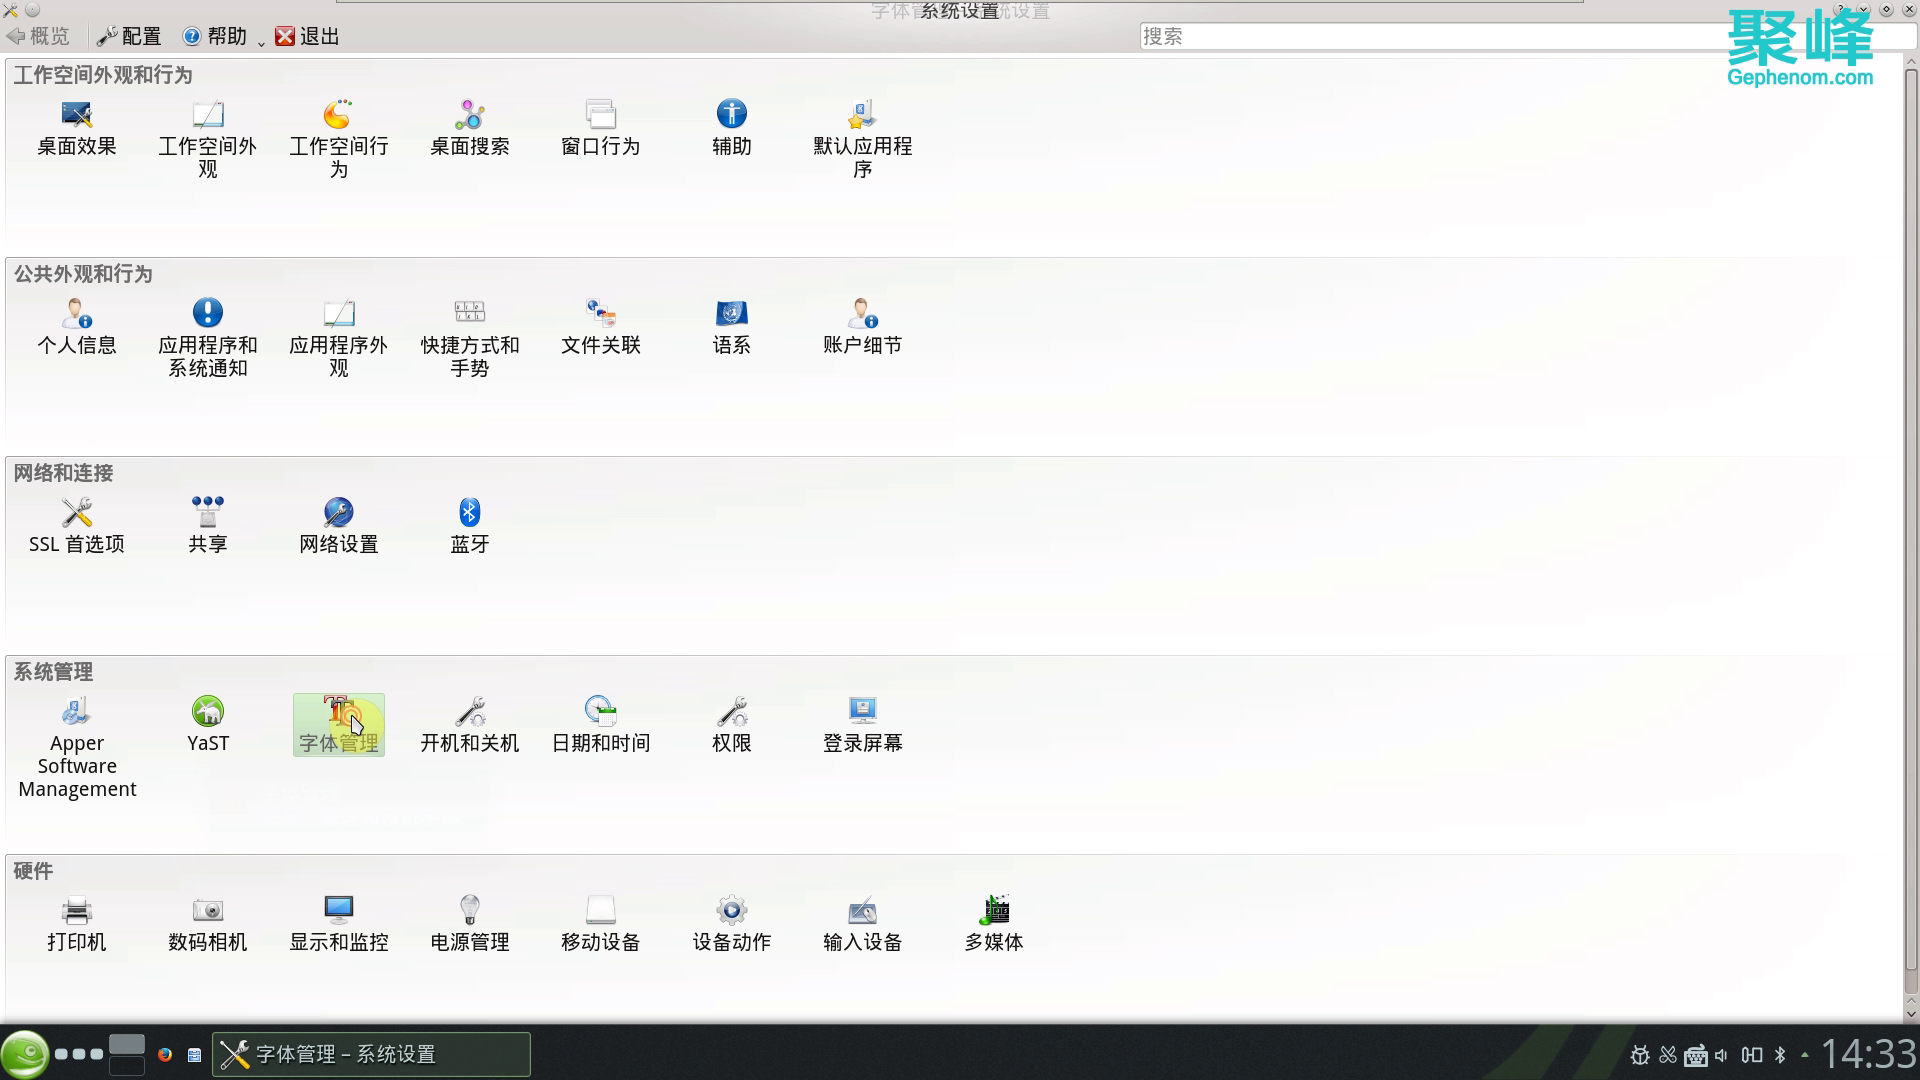 系统设置
概览 配置 帮助 退出 搜索
聚峰
Gephenom.com
工作空间外观和行为
桌面效果 工作空间外观 工作空间行为 桌面搜索 窗口行为 辅助 默认应用程序
公共外观和行为
个人信息 应用程序和系统通知 应用程序外观 快捷方式和手势 文件关联 语系 账户细节
网络和连接
SSL 首选项 共享 网络设置 蓝牙
系统管理
Apper Software Management YaST 字体管理 开机和关机 日期和时间 权限 登录屏幕
硬件
打印机 数码相机 显示和监控 电源管理 移动设备 设备动作 输入设备 多媒体
字体管理 – 系统设置 14:33